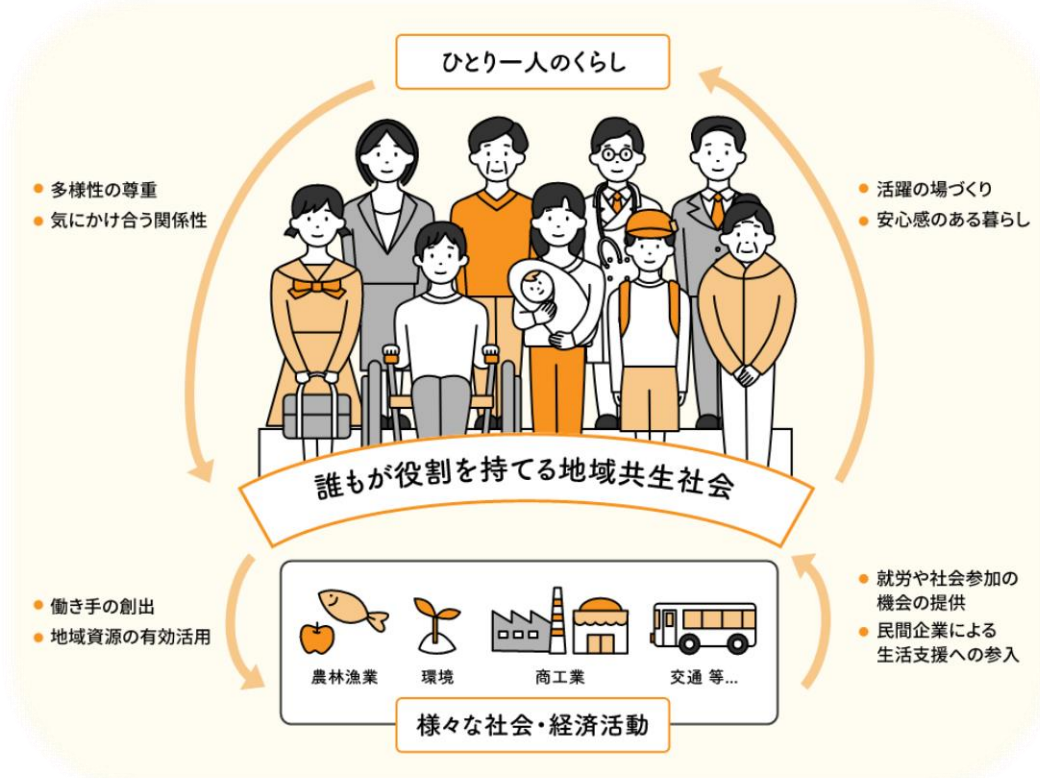 ひとり一人のくらし
● 多様性の尊重
● 気にかけ合う関係性
● 活躍の場づくり
● 安心感のある暮らし
誰もが役割を持てる地域共生社会
● 働き手の創出
● 地域資源の有効活用
● 就労や社会参加の
機会の提供
● 民間企業による
生活支援への参入
農林漁業 環境 商工業 交通 等...
様々な社会・経済活動